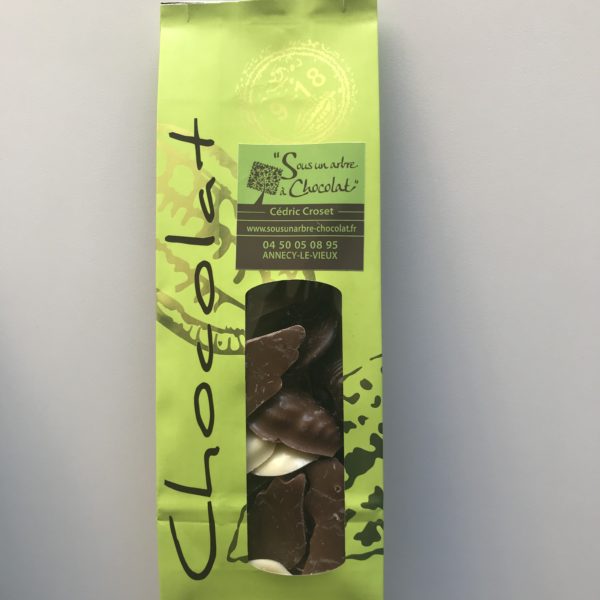 Chocolat
918
"Sous un arbre
à Chocolat"
Cédric Croset
www.sousunarbre-chocolat.fr
04 50 05 08 95
ANNECY-LE-VIEUX